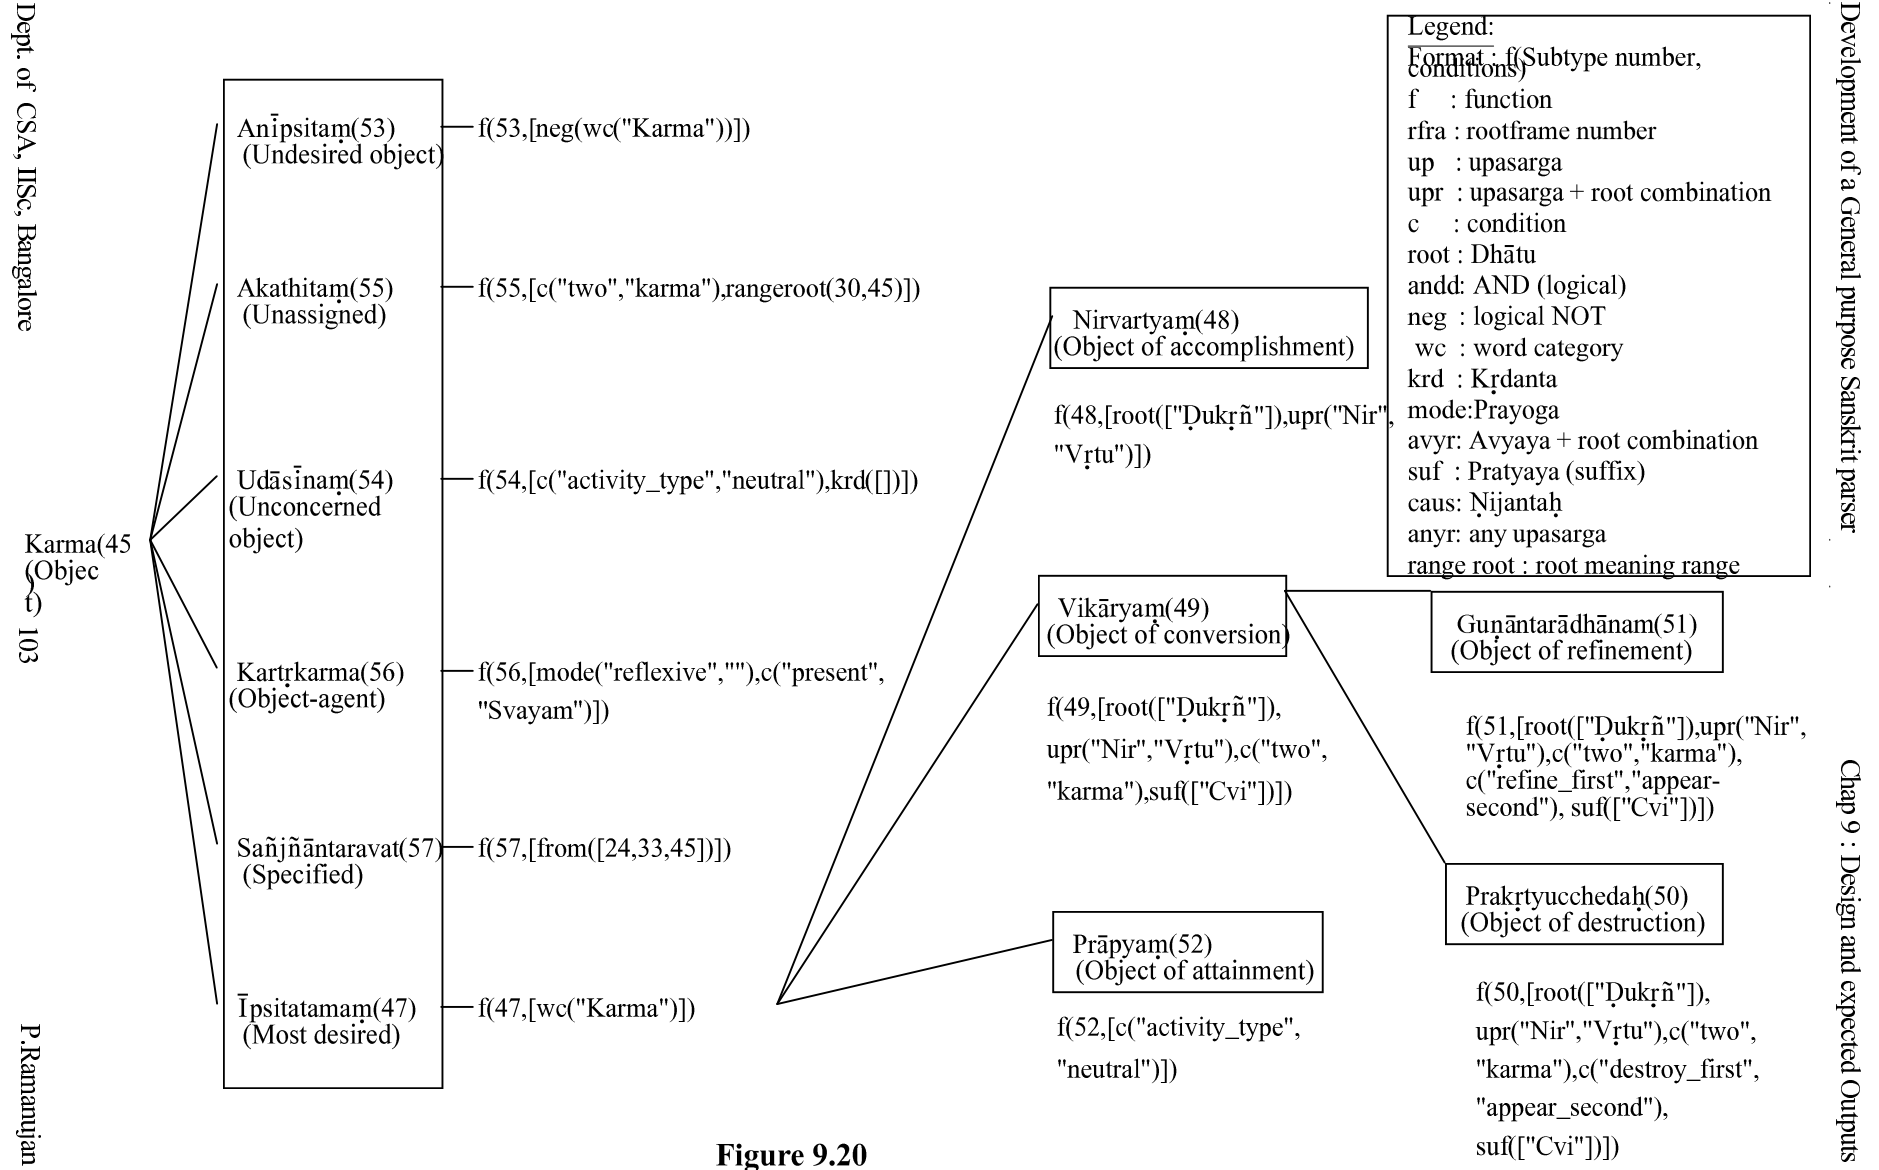 Dept. of CSA, IISc, Bangalore
103
P.Ramanujan
Development of a General purpose Sanskrit parser
Chap 9 : Design and expected Outputs
Karma(45
)
(Objec
t)
Anīpsitaṃ(53)
(Undesired object)
f(53,[neg(wc("Karma"))])
Akathitaṃ(55)
(Unassigned)
f(55,[c("two","karma"),rangeroot(30,45)])
Udāsīnaṃ(54)
(Unconcerned
object)
f(54,[c("activity_type","neutral"),krd([])])
Kartṛkarma(56)
(Object-agent)
f(56,[mode("reflexive",""),c("present",
"Svayam")])
Sañjñāntaravat(57)
(Specified)
f(57,[from([24,33,45])])
Īpsitatamaṃ(47)
(Most desired)
f(47,[wc("Karma")])
Nirvartyaṃ(48)
(Object of accomplishment)
f(48,[root(["Ḍukṛñ"]),upr("Nir",
"Vṛtu")])
Vikāryaṃ(49)
(Object of conversion)
f(49,[root(["Ḍukṛñ"]),
upr("Nir","Vṛtu"),c("two",
"karma"),suf(["Cvi"])])
Prāpyaṃ(52)
(Object of attainment)
f(52,[c("activity_type",
"neutral")])
Legend:
Format : f(Subtype number,
conditions)
f : function
rfra : rootframe number
up : upasarga
upr : upasarga + root combination
c : condition
root : Dhātu
andd: AND (logical)
neg : logical NOT
wc : word category
krd : Kṛdanta
mode:Prayoga
avyr: Avyaya + root combination
suf : Pratyaya (suffix)
caus: Ṇijantaḥ
anyr: any upasarga
range root : root meaning range
Guṇāntarādhānam(51)
(Object of refinement)
f(51,[root(["Ḍukṛñ"]),upr("Nir",
"Vṛtu"),c("two","karma"),
c("refine_first","appear-
second"), suf(["Cvi"])])
Prakṛtyucchedaḥ(50)
(Object of destruction)
f(50,[root(["Ḍukṛñ"]),
upr("Nir","Vṛtu"),c("two",
"karma"),c("destroy_first",
"appear_second"),
suf(["Cvi"])])
Figure 9.20